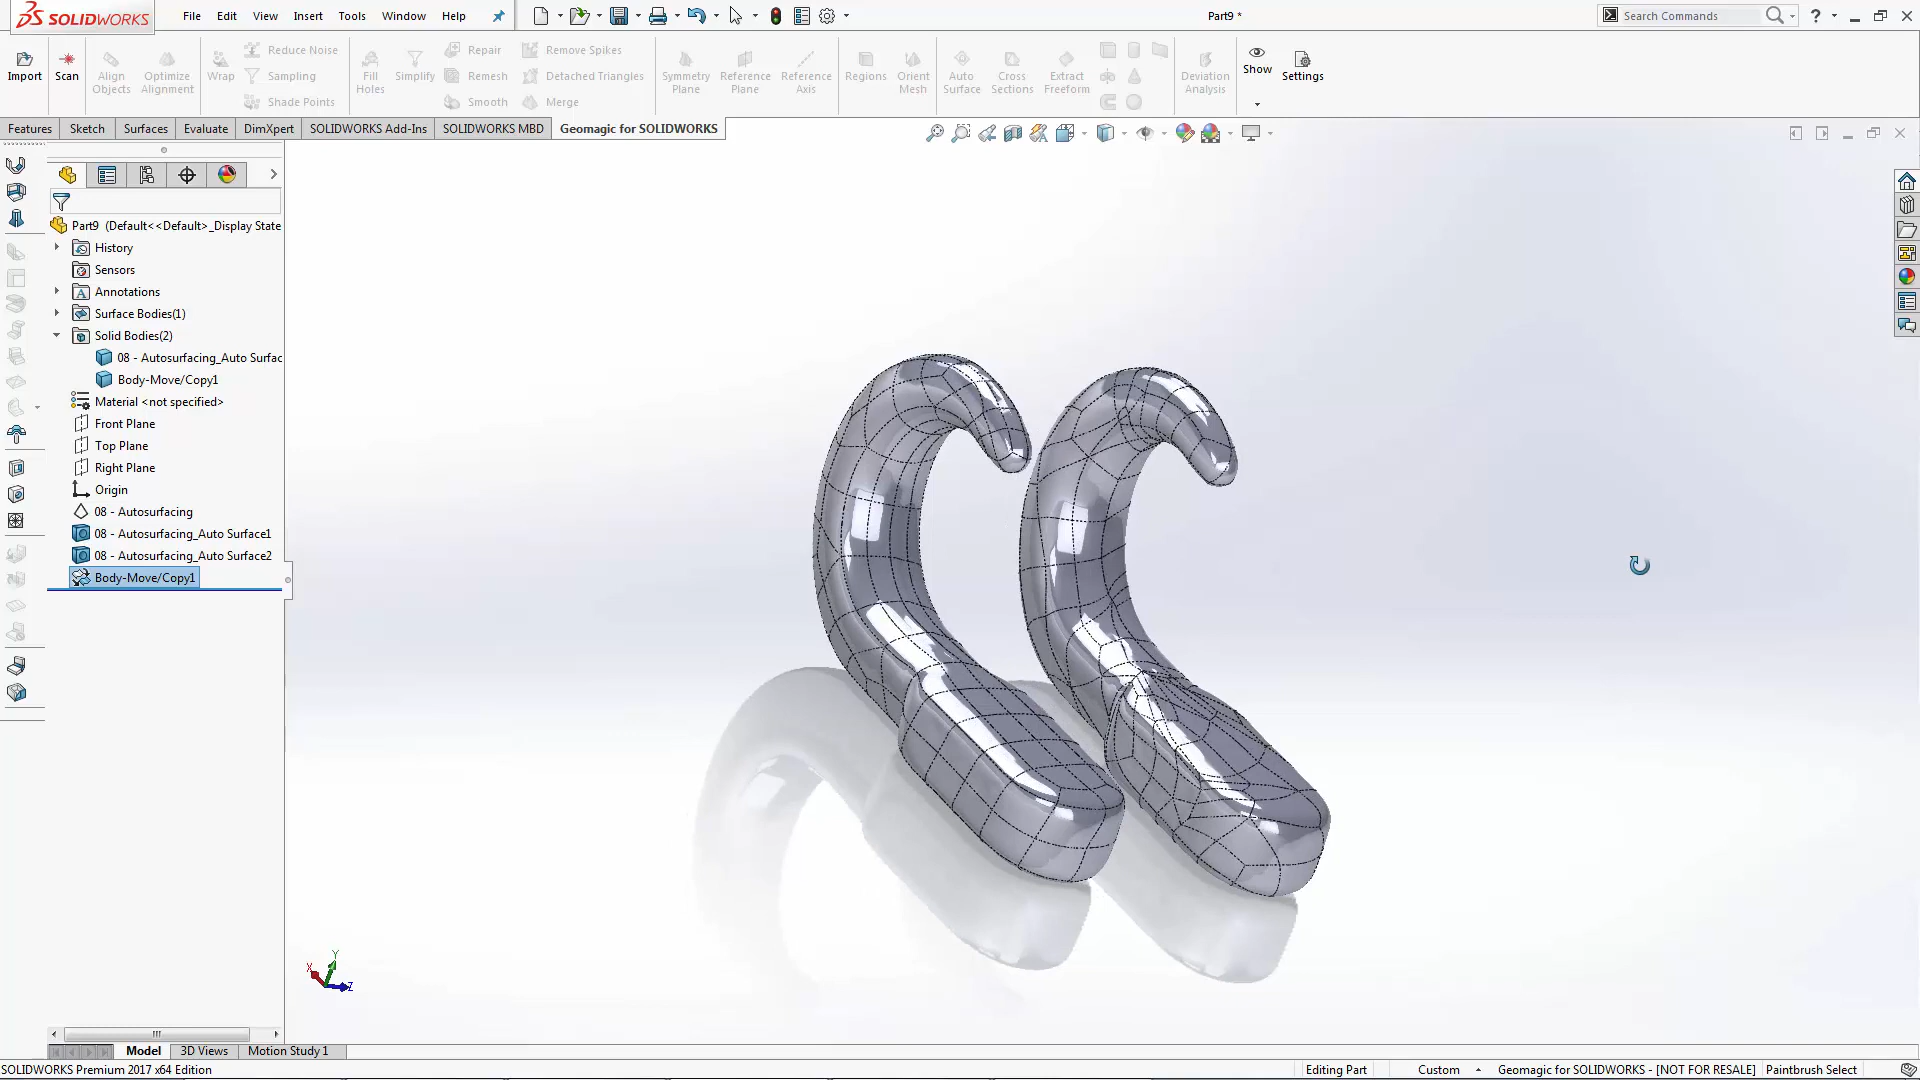 SOLIDWORKS File Edit View Insert Tools Window Help Part9 * Search Commands ?
Import Scan Align Objects Optimize Alignment Wrap Reduce Noise Sampling Shade Points Fill Holes Simplify Repair Remesh Smooth Remove Spikes Detached Triangles Merge Symmetry Plane Reference Plane Reference Axis Regions Orient Mesh Auto Surface Cross Sections Extract Freeform Deviation Analysis Show Settings
Features Sketch Surfaces Evaluate DimXpert SOLIDWORKS Add-Ins SOLIDWORKS MBD Geomagic for SOLIDWORKS
Part9 (Default<<Default>_Display State
History
Sensors
A Annotations
Surface Bodies(1)
Solid Bodies(2)
08 - Autosurfacing_Auto Surfac
Body-Move/Copy1
Material <not specified>
Front Plane
Top Plane
Right Plane
Origin
08 - Autosurfacing
08 - Autosurfacing_Auto Surface1
08 - Autosurfacing_Auto Surface2
Body-Move/Copy1
Y
X
Z
Model 3D Views Motion Study 1
SOLIDWORKS Premium 2017 x64 Edition Editing Part Custom Geomagic for SOLIDWORKS - [NOT FOR RESALE] Paintbrush Select